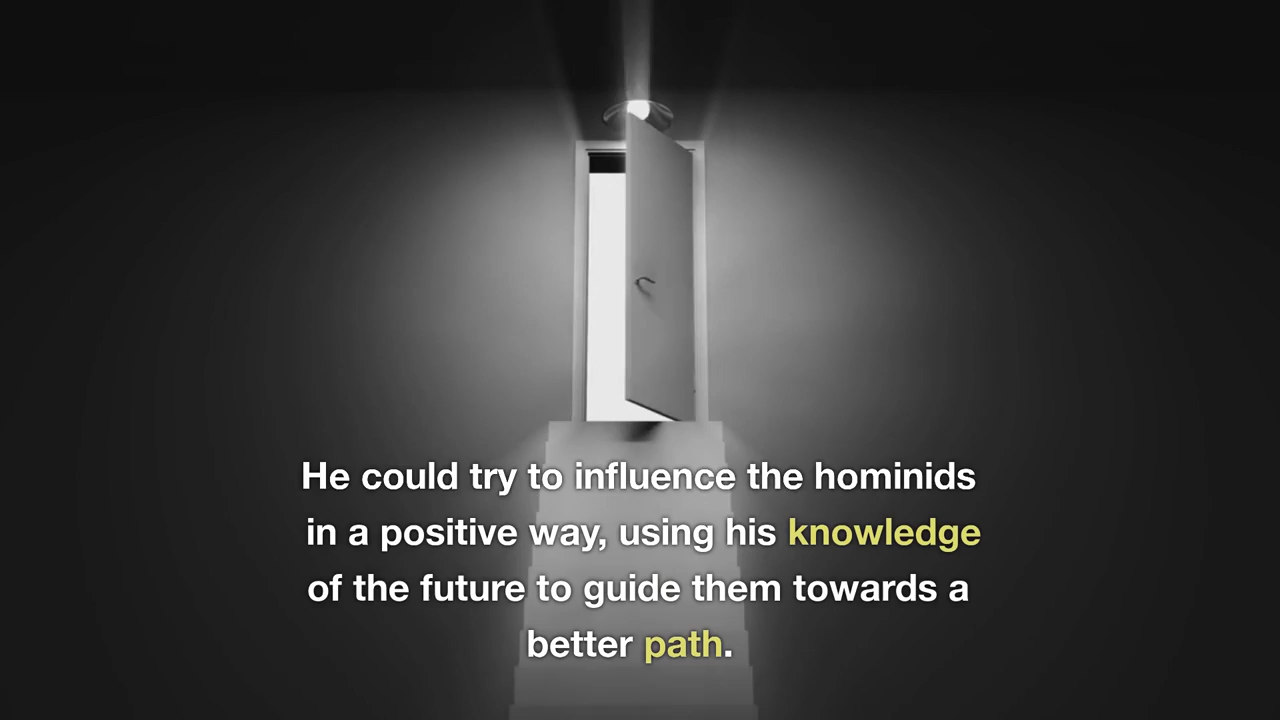 He could try to influence the hominids
in a positive way, using his knowledge
of the future to guide them towards a
better path.